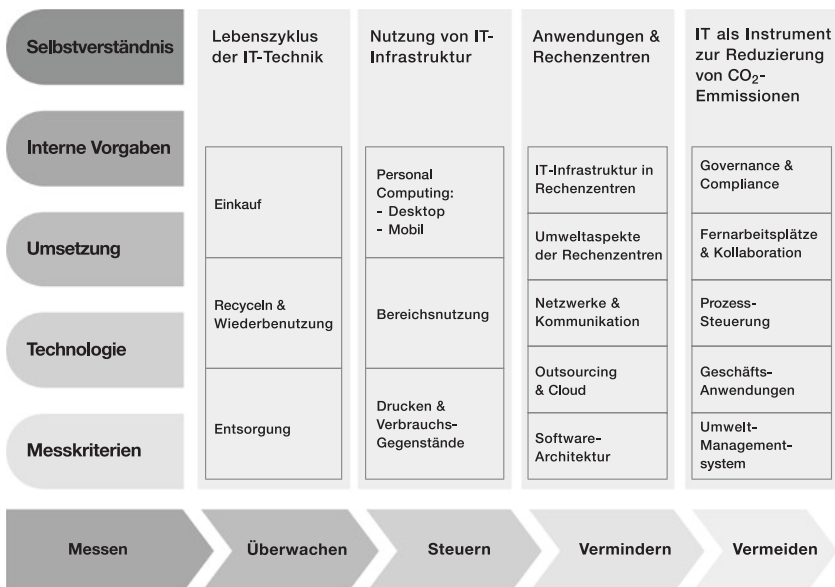 Selbstverständnis
Interne Vorgaben
Umsetzung
Technologie
Messkriterien
Lebenszyklus
der IT-Technik
Einkauf
Recyceln &
Wiederbenutzung
Entsorgung
Nutzung von IT-
Infrastruktur
Personal
Computing:
- Desktop
- Mobil
Bereichsnutzung
Drucken &
Verbrauchs-
Gegenstände
Anwendungen &
Rechenzentren
IT-Infrastruktur in
Rechenzentren
Umweltaspekte
der Rechenzentren
Netzwerke &
Kommunikation
Outsourcing
& Cloud
Software-
Architektur
IT als Instrument
zur Reduzierung
von CO₂-
Emmissionen
Governance &
Compliance
Fernarbeitsplätze
& Kollaboration
Prozess-
Steuerung
Geschäfts-
Anwendungen
Umwelt-
Management-
system
Messen
Überwachen
Steuern
Vermindern
Vermeiden